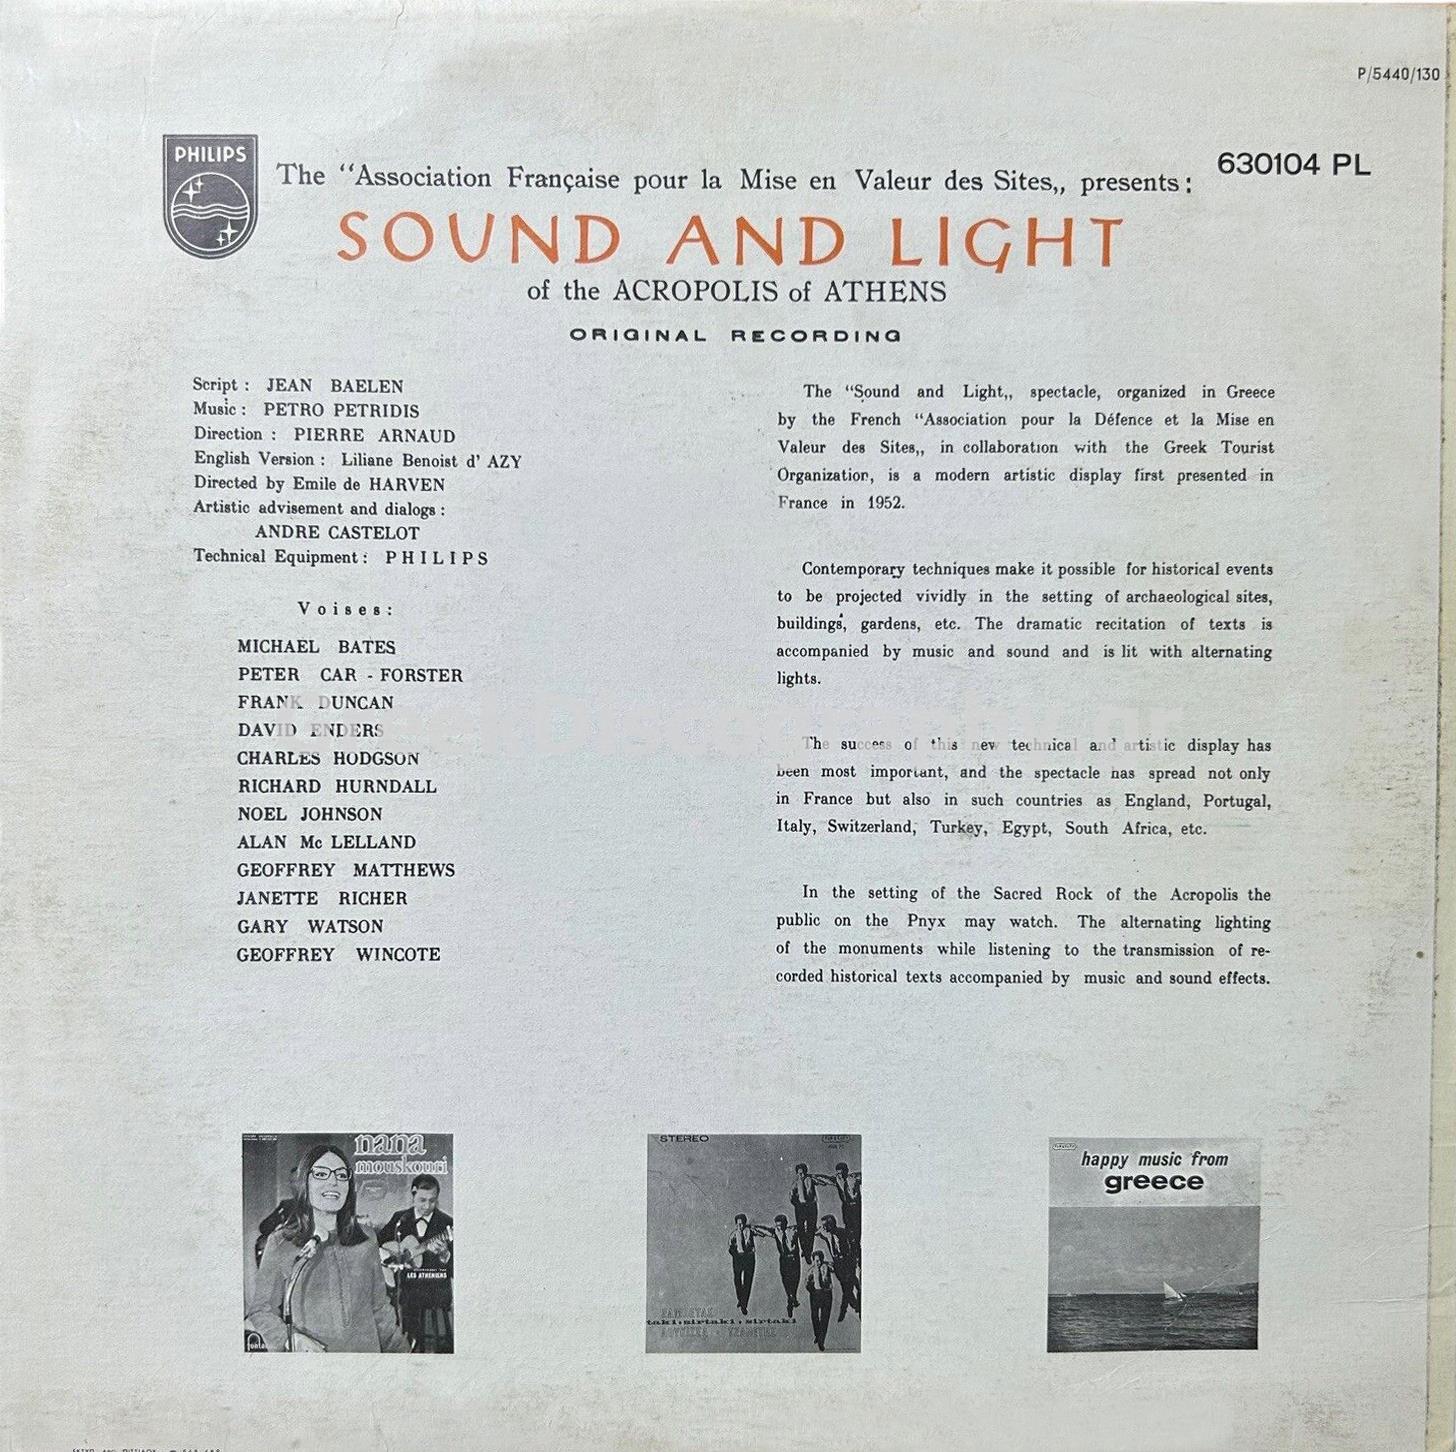 P/5440/130
PHILIPS
630104 PL
The “Association Française pour la Mise en Valeur des Sites„ presents:
SOUND AND LIGHT
of the ACROPOLIS of ATHENS
ORIGINAL RECORDING
Script : JEAN BAELEN
Music : PETRO PETRIDIS
Direction : PIERRE ARNAUD
English Version : Liliane Benoist d' AZY
Directed by Emile de HARVEN
Artistic advisement and dialogs :
ANDRE CASTELOT
Technical Equipment : PHILIPS
Voises:
MICHAEL BATES
PETER CAR - FORSTER
FRANK DUNCAN
DAVID ENDERS
CHARLES HODGSON
RICHARD HURNDALL
NOEL JOHNSON
ALAN Mc LELLAND
GEOFFREY MATTHEWS
JANETTE RICHER
GARY WATSON
GEOFFREY WINCOTE
The “Sound and Light„ spectacle, organized in Greece
by the French “Association pour la Défence et la Mise en
Valeur des Sites„ in collaboration with the Greek Tourist
Organization, is a modern artistic display first presented in
France in 1952.
Contemporary techniques make it possible for historical events
to be projected vividly in the setting of archaeological sites,
buildings, gardens, etc. The dramatic recitation of texts is
accompanied by music and sound and is lit with alternating
lights.
The success of this new technical and artistic display has
been most important, and the spectacle has spread not only
in France but also in such countries as England, Portugal,
Italy, Switzerland, Turkey, Egypt, South Africa, etc.
In the setting of the Sacred Rock of the Acropolis the
public on the Pnyx may watch. The alternating lighting
of the monuments while listening to the transmission of re-
corded historical texts accompanied by music and sound effects.
nana
mouskouri
LES ATHENIENS
fontana
STEREO
taki . sirtaki . sirtaki
happy music from
greece